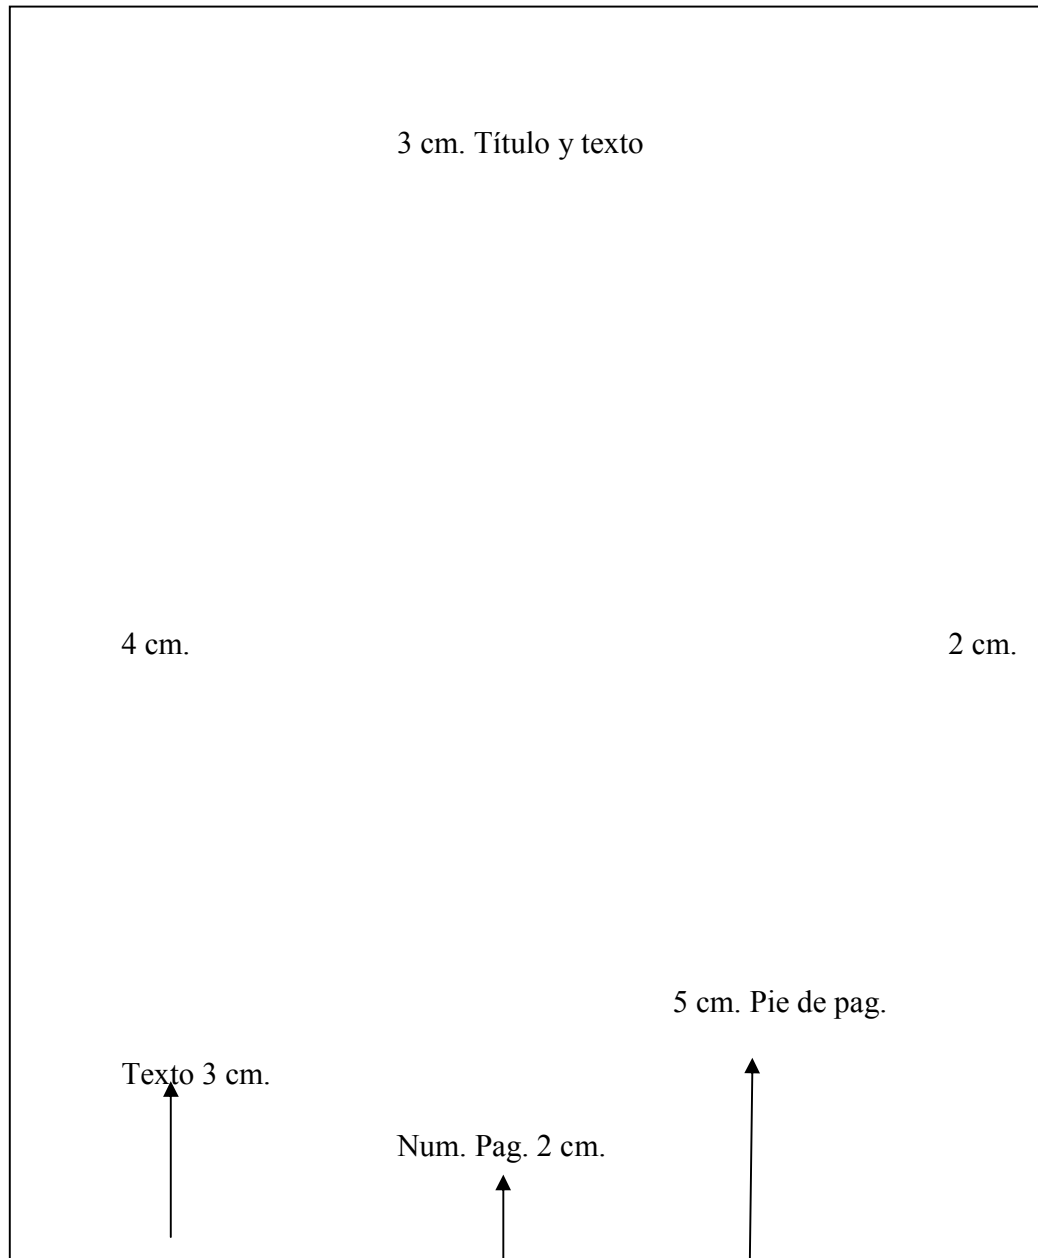 3 cm. Título y texto
4 cm. 2 cm.
5 cm. Pie de pag.
Texto 3 cm.
Num. Pag. 2 cm.